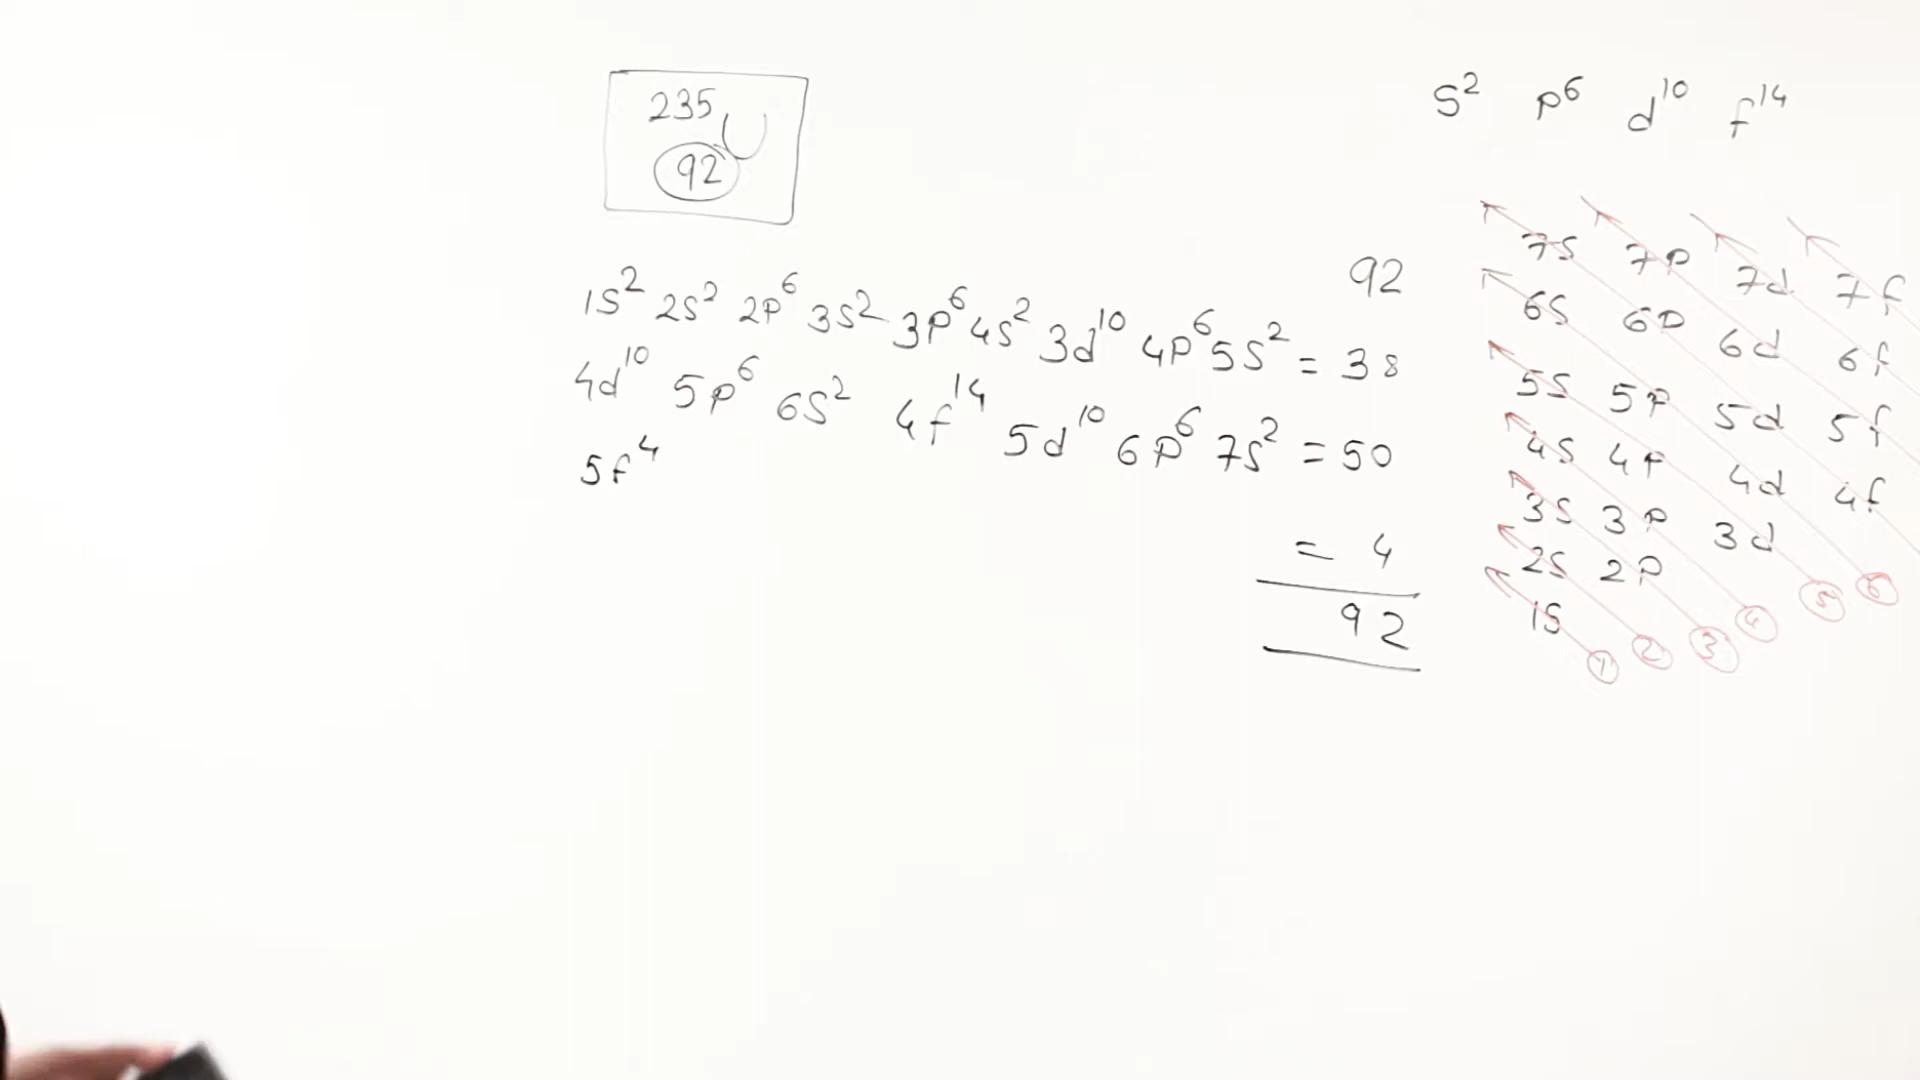 235
U
92
S² P⁶ d¹⁰ f¹⁴
92
1S² 2S² 2P⁶ 3S² 3P⁶ 4S² 3d¹⁰ 4P⁶ 5S² = 38
4d¹⁰ 5P⁶ 6S² 4f¹⁴ 5d¹⁰ 6P⁶ 7S² = 50
5f⁴
= 4
92
7S 7P 7d 7f
6S 6P 6d 6f
5S 5P 5d 5f
4S 4P 4d 4f
3S 3P 3d
2S 2P
1S
1 2 3 4 5 6